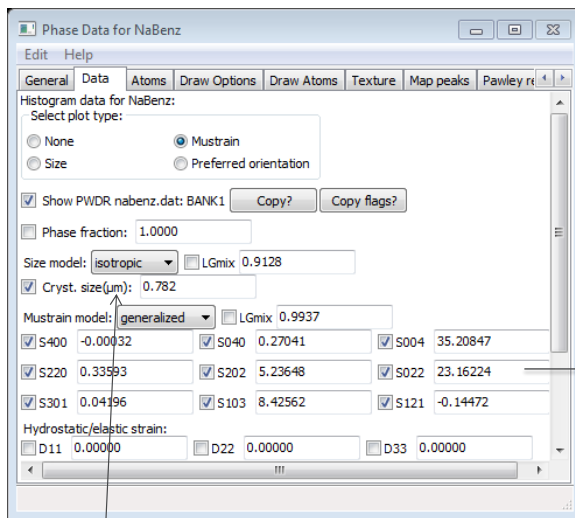 Phase Data for NaBenz
Edit Help
General Data Atoms Draw Options Draw Atoms Texture Map peaks Pawley re
Histogram data for NaBenz:
Select plot type:
None Mustrain
Size Preferred orientation
Show PWDR nabenz.dat: BANK1 Copy? Copy flags?
Phase fraction: 1.0000
Size model: isotropic LGmix 0.9128
Cryst. size(μm): 0.782
Mustrain model: generalized LGmix 0.9937
S400 -0.00032 S040 0.27041 S004 35.20847
S220 0.33593 S202 5.23648 S022 23.16224
S301 0.04196 S103 8.42562 S121 -0.14472
Hydrostatic/elastic strain:
D11 0.00000 D22 0.00000 D33 0.00000